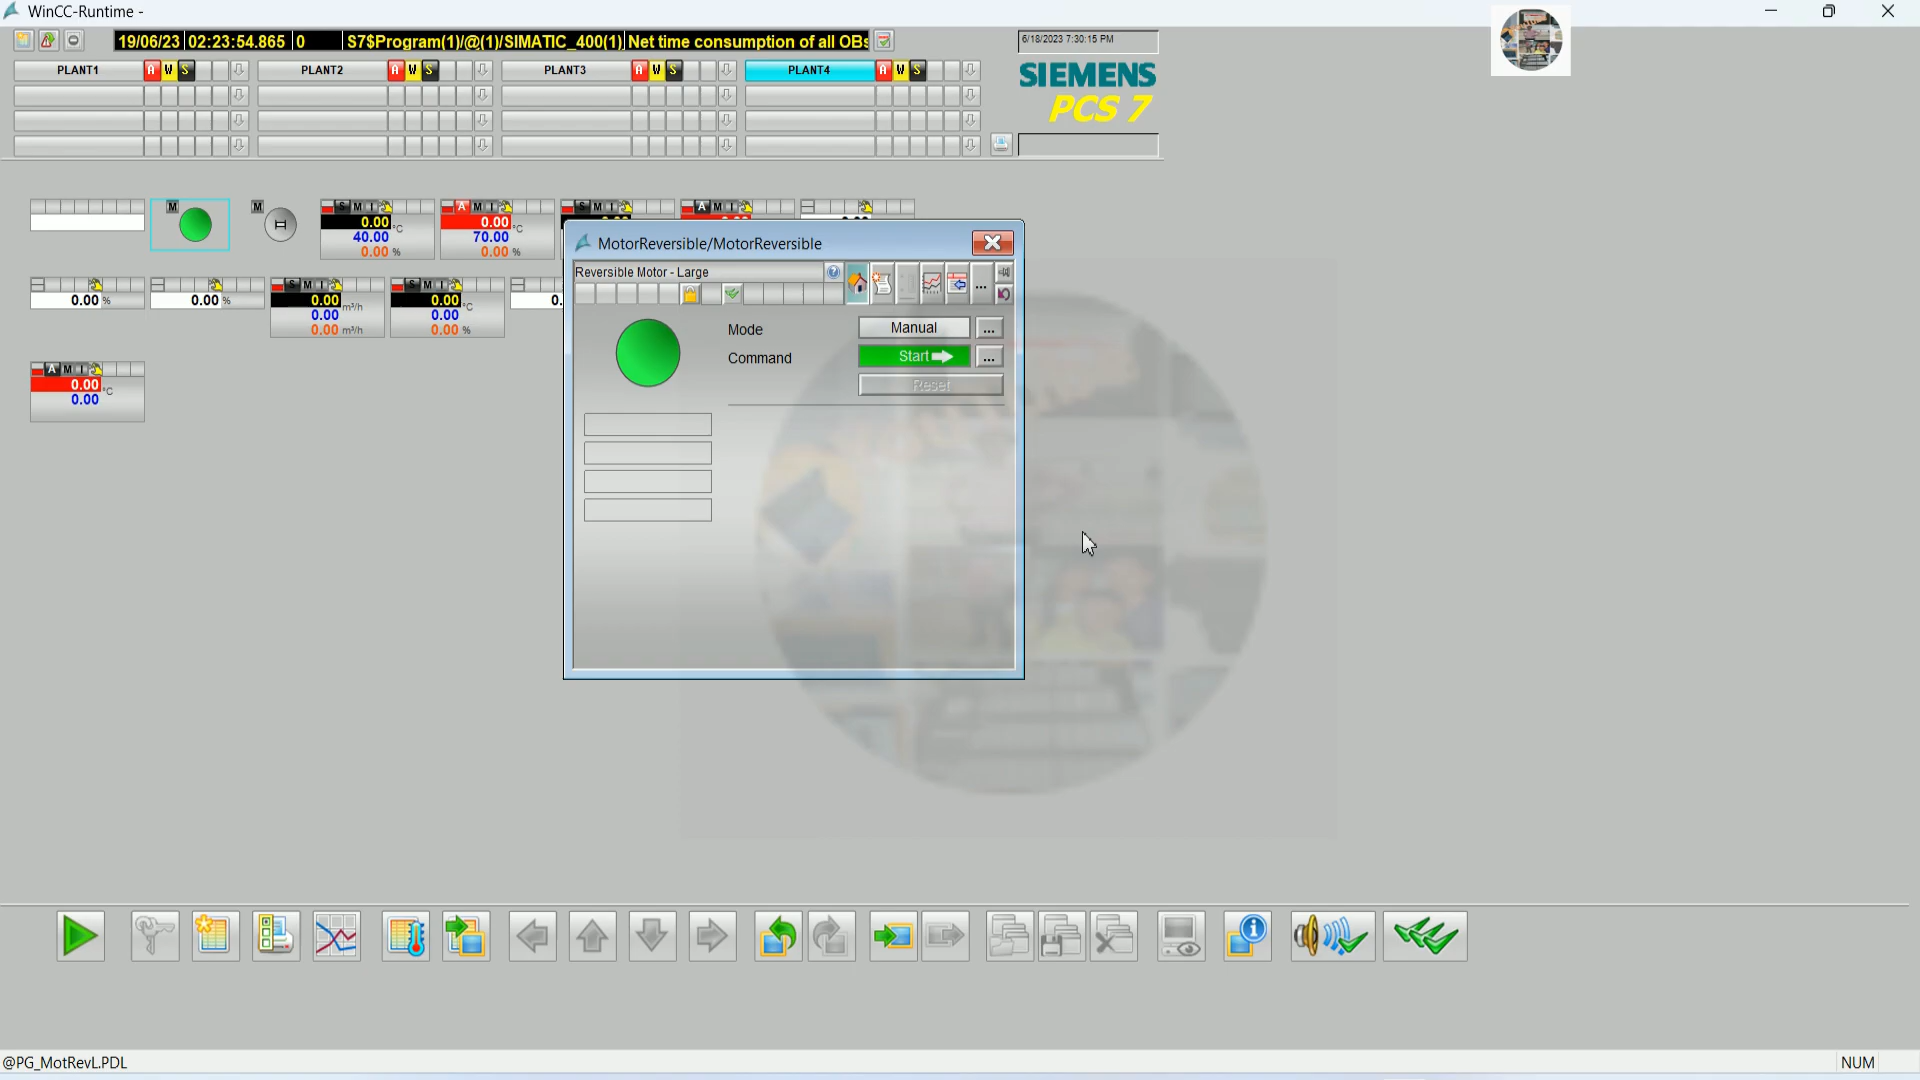 WinCC-Runtime -
19/06/23 02:23:54.865 0 S7$Program(1)/@(1)/SIMATIC_400(1) Net time consumption of all OBs
6/18/2023 7:30:15 PM
PLANT1 A W S PLANT2 A W S PLANT3 A W S PLANT4 A W S
SIEMENS
PCS 7
M M S M I A M I S M I A M I
0.00 °C 0.00 °C
40.00 70.00
0.00 % 0.00 %
MotorReversible/MotorReversible
Reversible Motor - Large
...
S M I S M I
0.00 % 0.00 % 0.00 m³/h 0.00 °C 0.
0.00 0.00
0.00 m³/h 0.00 %
Mode Manual ...
Command Start ...
Reset
A M I
0.00 °C
0.00
@PG_MotRevL.PDL
NUM